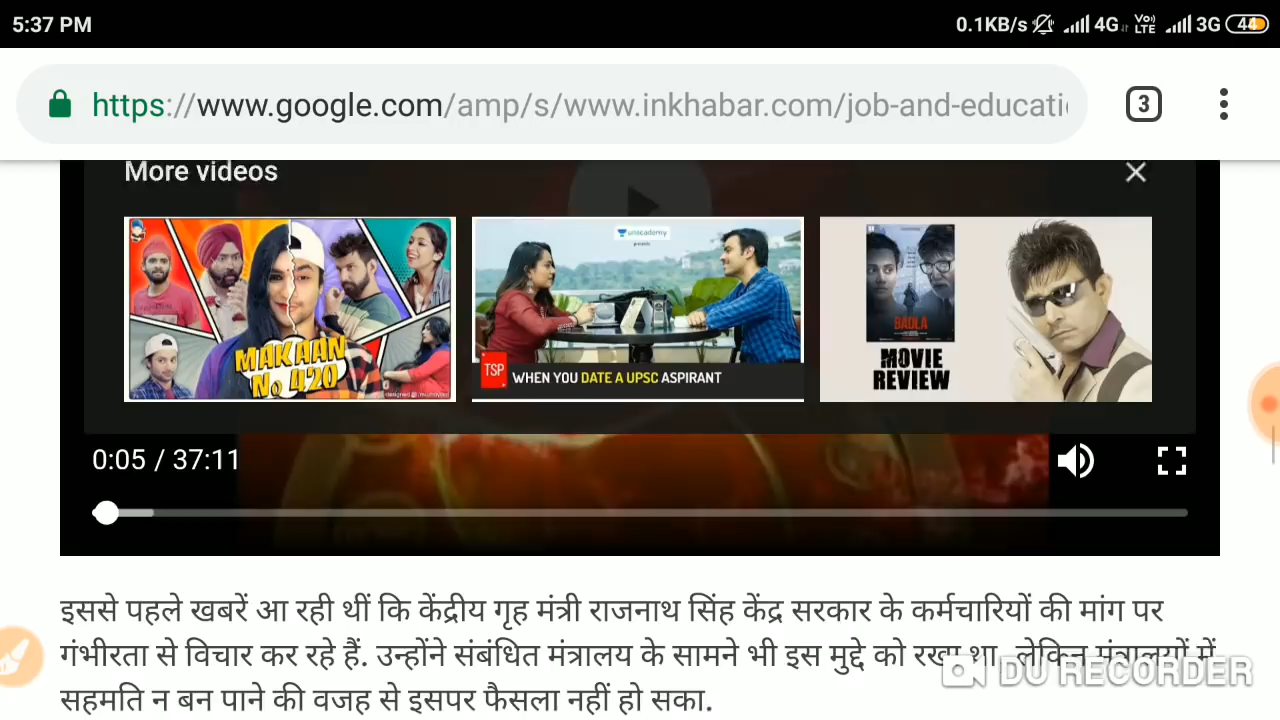 5:37 PM
0.1KB/s 4G Vo) LTE 3G 44
https://www.google.com/amp/s/www.inkhabar.com/job-and-educati
3
More videos
MAKAAN
No 420
unacademy
presents
TSP WHEN YOU DATE A UPSC ASPIRANT
BADLA
MOVIE
REVIEW
0:05 / 37:11
इससे पहले खबरें आ रही थीं कि केंद्रीय गृह मंत्री राजनाथ सिंह केंद्र सरकार के कर्मचारियों की मांग पर
गंभीरता से विचार कर रहे हैं. उन्होंने संबंधित मंत्रालय के सामने भी इस मुद्दे को रखा था. लेकिन मंत्रालयों में
DU RECORDER
सहमति न बन पाने की वजह से इसपर फैसला नहीं हो सका.